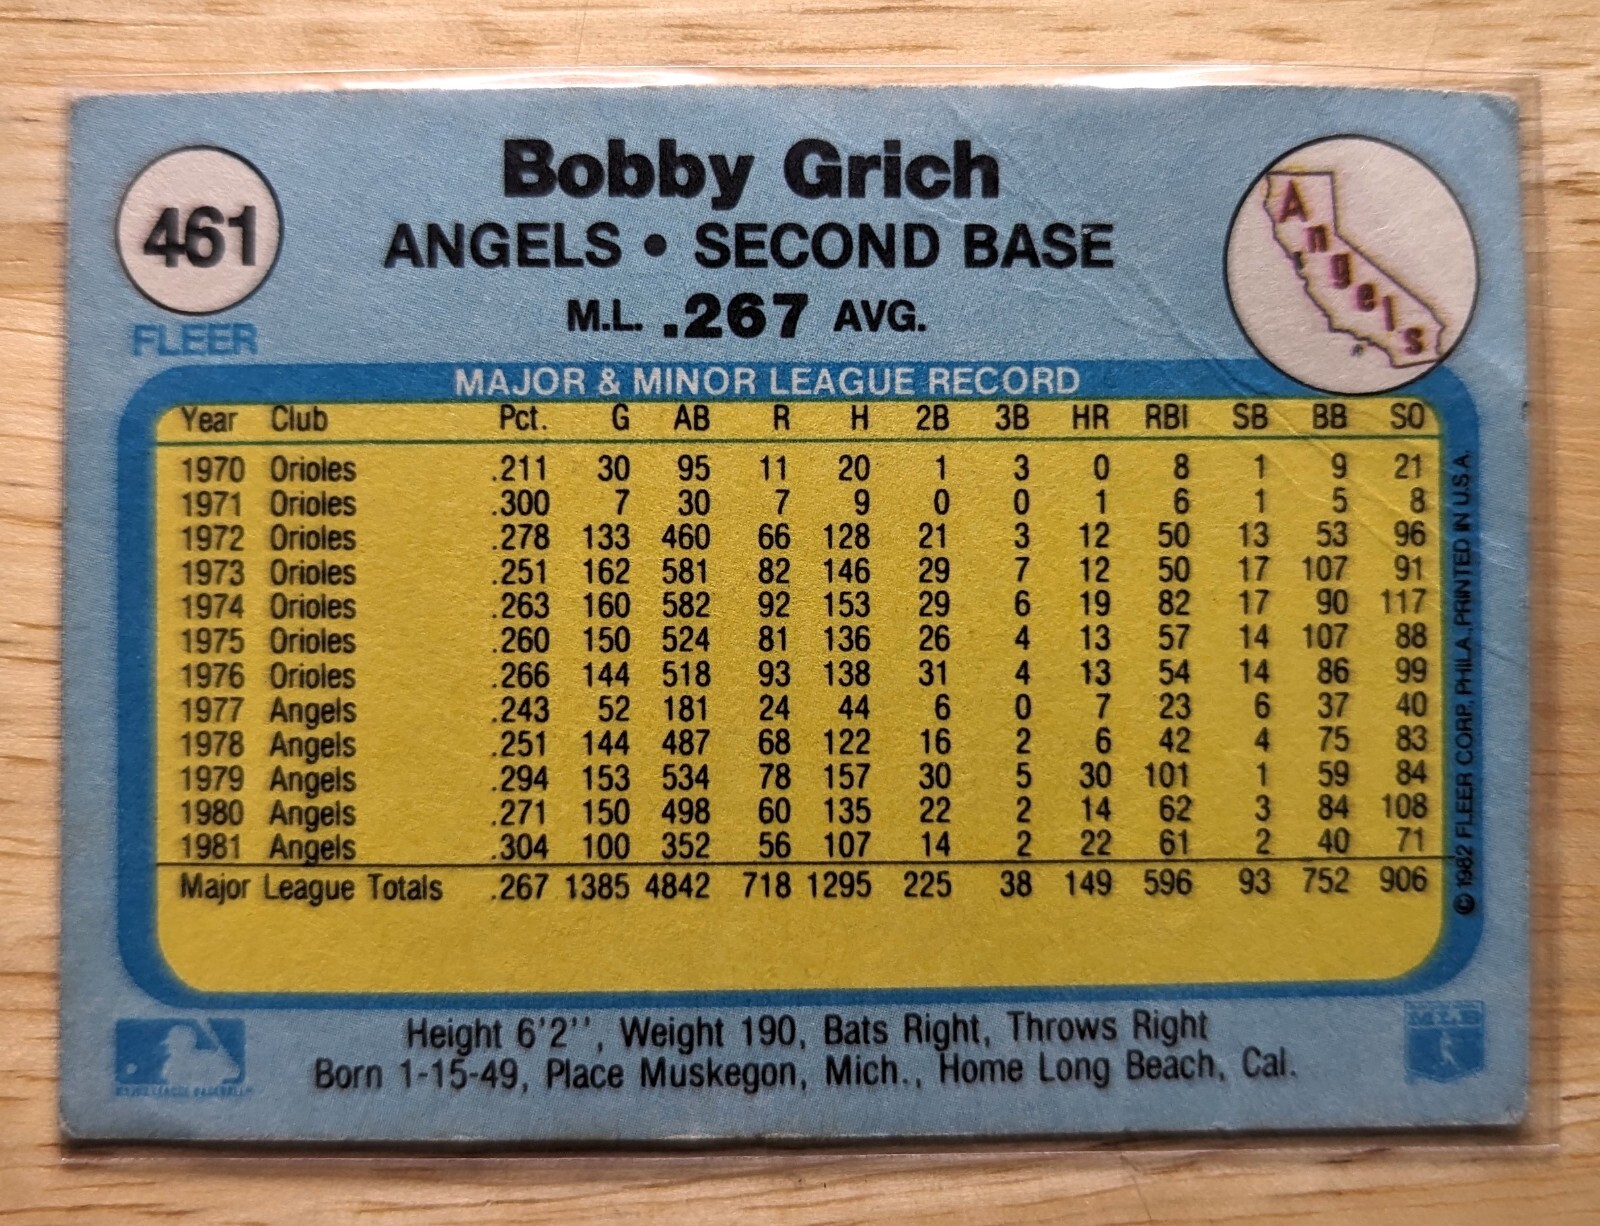 461
FLEER
Bobby Grich
ANGELS • SECOND BASE
M.L. .267 AVG.
Angels
MAJOR & MINOR LEAGUE RECORD
Year Club Pct. G AB R H 2B 3B HR RBI SB BB SO
1970 Orioles .211 30 95 11 20 1 3 0 8 1 9 21
1971 Orioles .300 7 30 7 9 0 0 1 6 1 5 8
1972 Orioles .278 133 460 66 128 21 3 12 50 13 53 96
1973 Orioles .251 162 581 82 146 29 7 12 50 17 107 91
1974 Orioles .263 160 582 92 153 29 6 19 82 17 90 117
1975 Orioles .260 150 524 81 136 26 4 13 57 14 107 88
1976 Orioles .266 144 518 93 138 31 4 13 54 14 86 99
1977 Angels .243 52 181 24 44 6 0 7 23 6 37 40
1978 Angels .251 144 487 68 122 16 2 6 42 4 75 83
1979 Angels .294 153 534 78 157 30 5 30 101 1 59 84
1980 Angels .271 150 498 60 135 22 2 14 62 3 84 108
1981 Angels .304 100 352 56 107 14 2 22 61 2 40 71
Major League Totals .267 1385 4842 718 1295 225 38 149 596 93 752 906
© 1982 FLEER CORP. PHILA. PRINTED IN U.S.A.
Height 6'2'', Weight 190, Bats Right, Throws Right
Born 1-15-49, Place Muskegon, Mich., Home Long Beach, Cal.
MAJOR LEAGUE BASEBALL
MLB